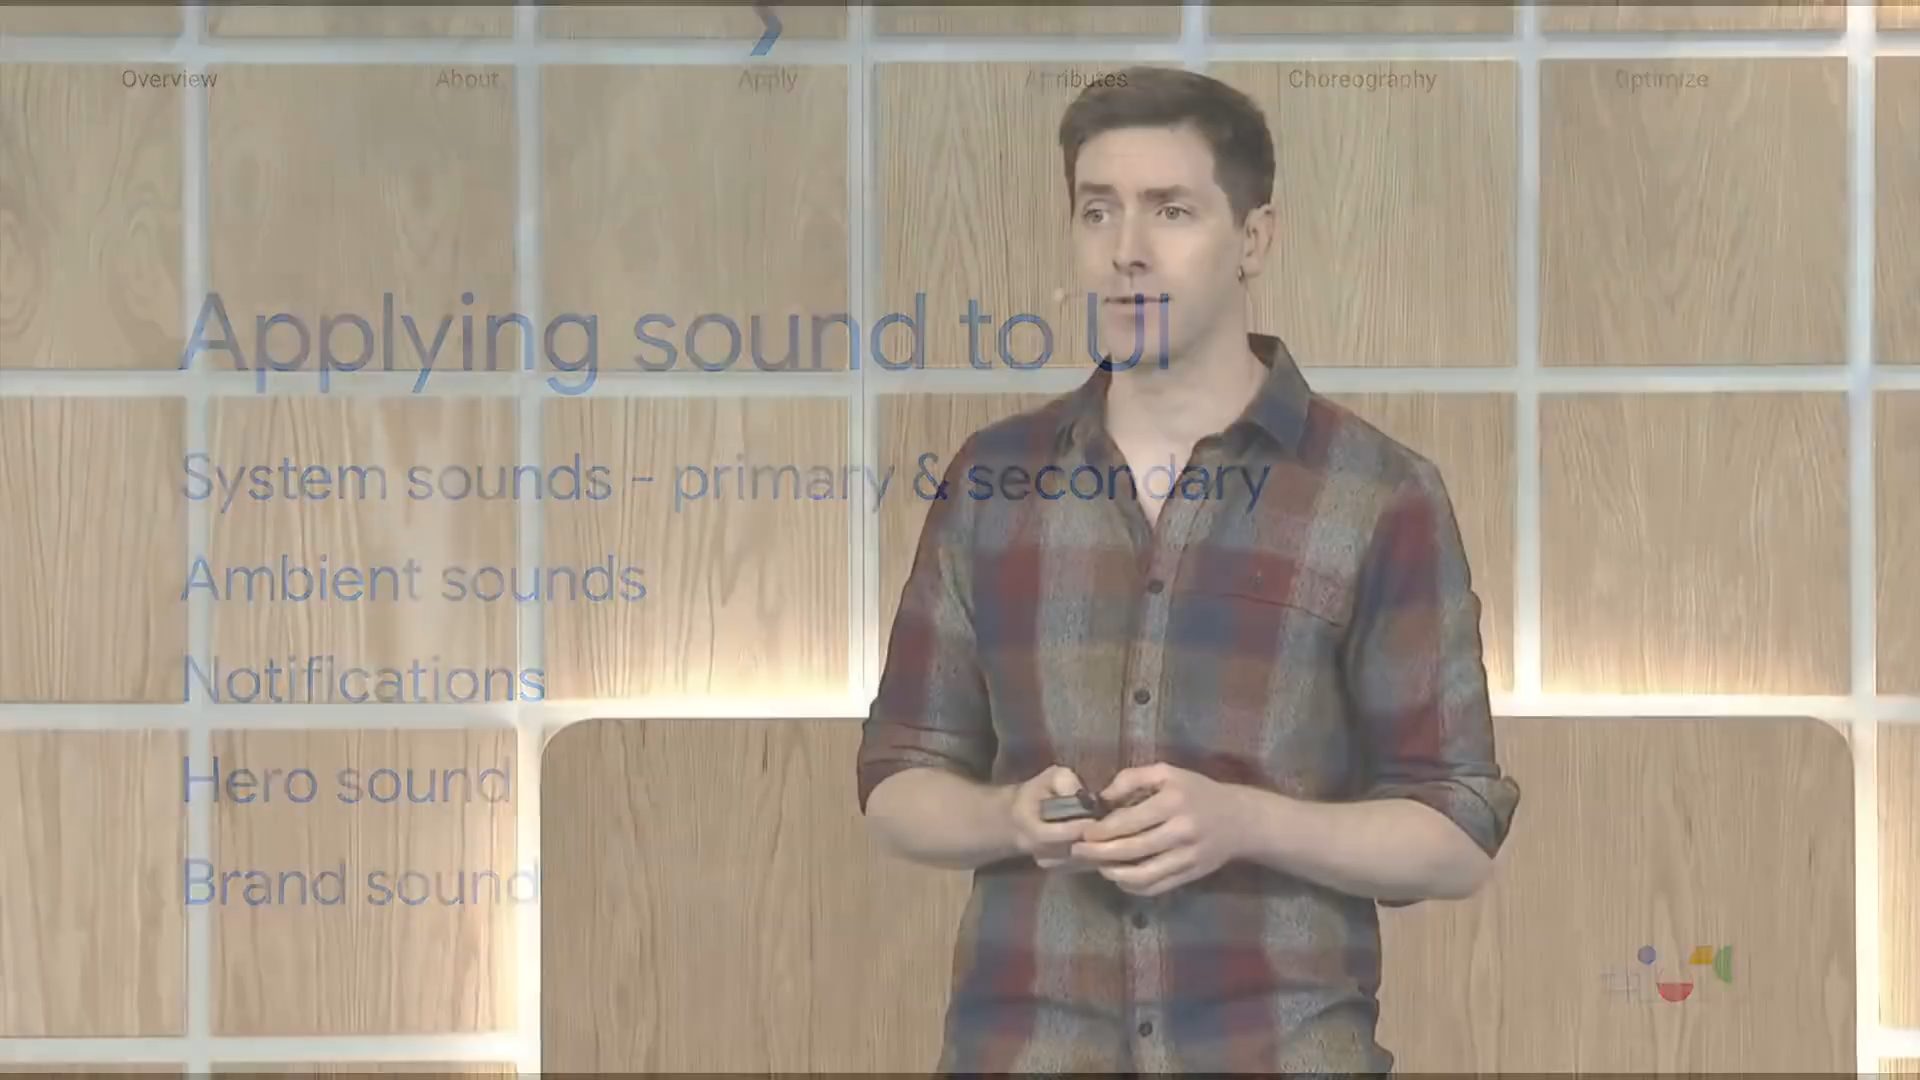 Overview About Apply Attributes Choreography Optimize
Applying sound to UI
System sounds - primary & secondary
Ambient sounds
Notifications
Hero sound
Brand sound